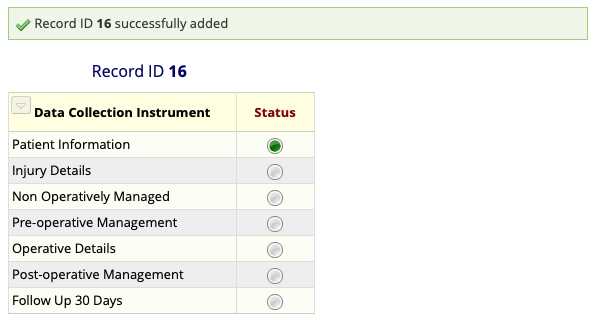 Record ID 16 successfully added
Record ID 16
Data Collection Instrument Status
Patient Information
Injury Details
Non Operatively Managed
Pre-operative Management
Operative Details
Post-operative Management
Follow Up 30 Days